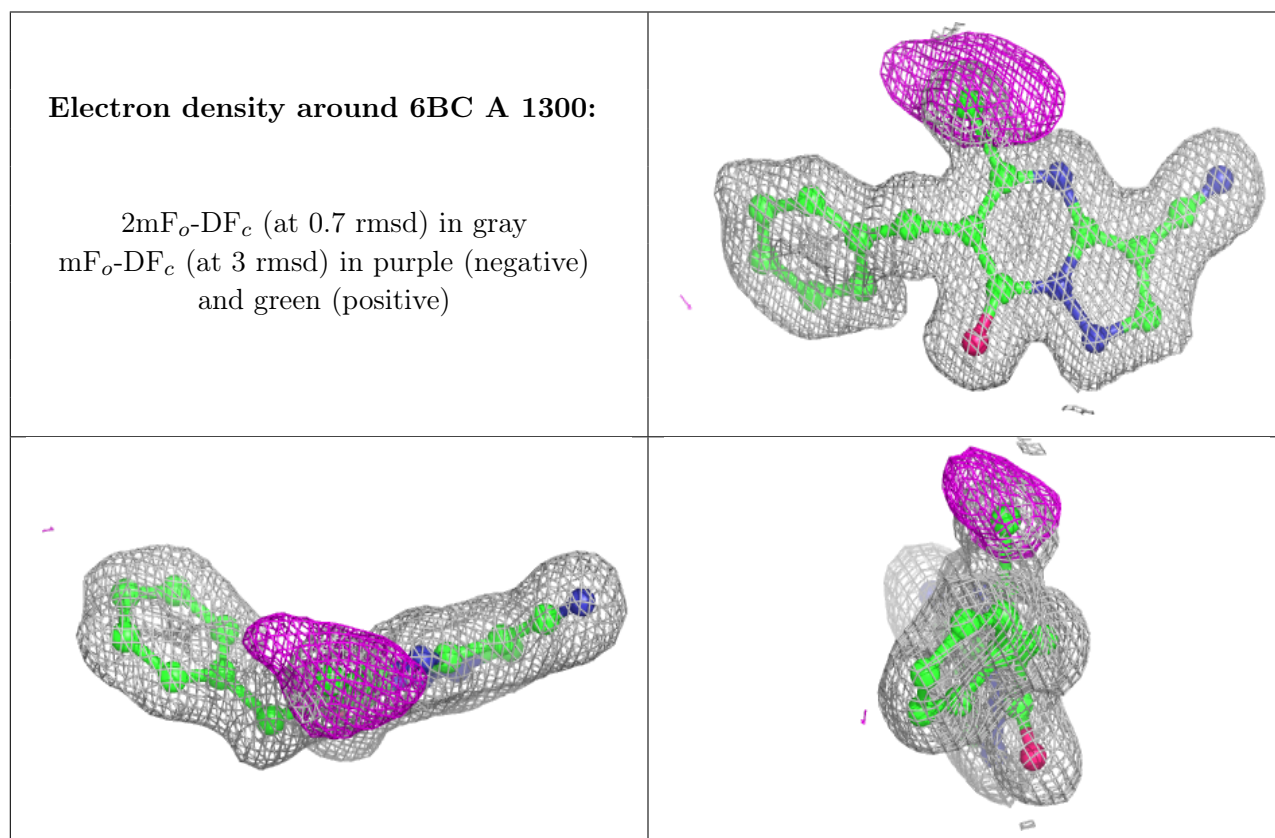 Electron density around 6BC A 1300:
2mFo-DFc (at 0.7 rmsd) in gray
mFo-DFc (at 3 rmsd) in purple (negative)
and green (positive)